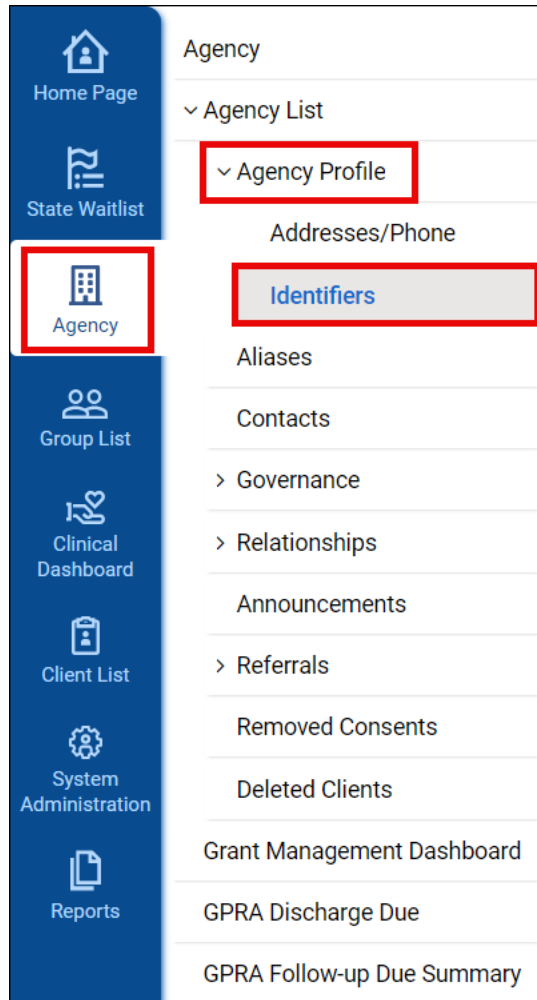 Home Page
State Waitlist
Agency
Group List
Clinical
Dashboard
Client List
System
Administration
Reports
Agency
Agency List
Agency Profile
Addresses/Phone
Identifiers
Aliases
Contacts
Governance
Relationships
Announcements
Referrals
Removed Consents
Deleted Clients
Grant Management Dashboard
GPRA Discharge Due
GPRA Follow-up Due Summary